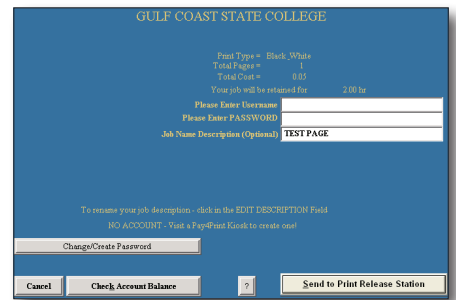 GULF COAST STATE COLLEGE
Print Type = Black_White
Total Pages = 1
Total Cost = 0.05
Your job will be retained for 2.00 hr
Please Enter Username
Please Enter PASSWORD
Job Name Description (Optional) TEST PAGE
To rename your job description - click in the EDIT DESCRIPTION Field
NO ACCOUNT - Visit a Pay4Print Kiosk to create one!
Change/Create Password
Cancel Check Account Balance ? Send to Print Release Station